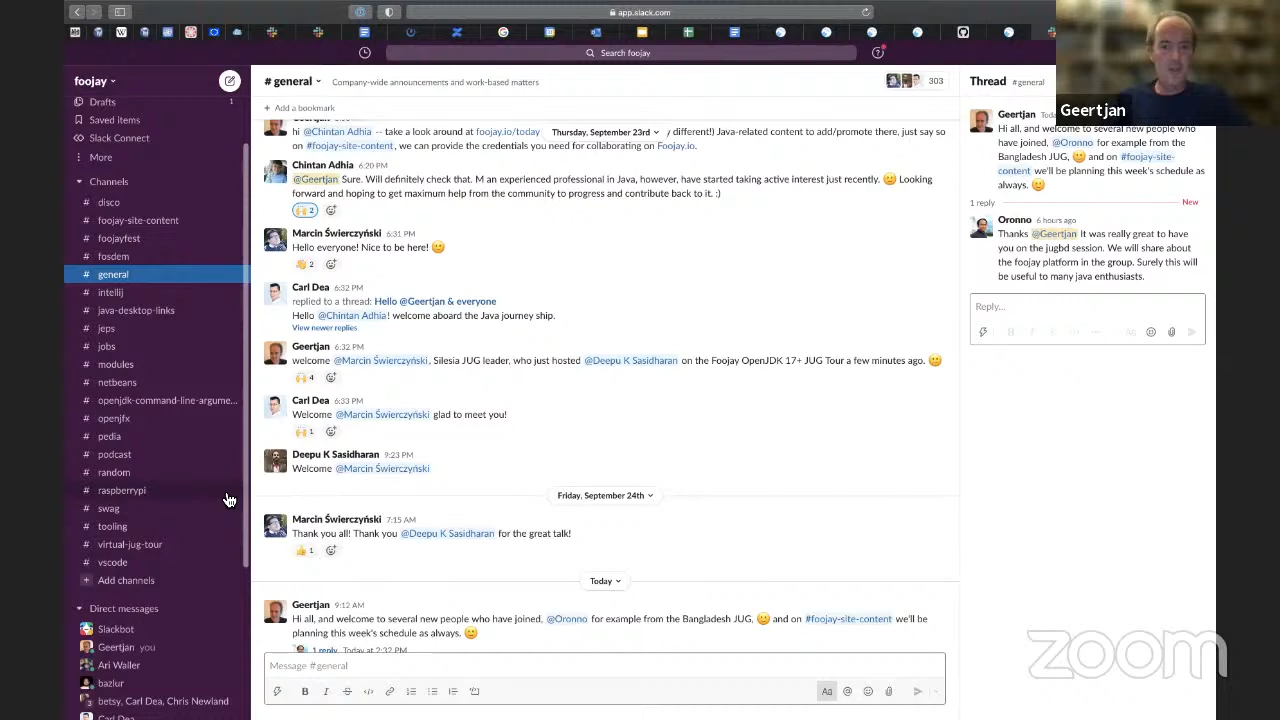 app.slack.com
Search foojay
foojay
Drafts 1
Saved items
Slack Connect
More
Channels
# disco
# foojay-site-content
# foojayfest
# fosdem
# general
# intellij
# java-desktop-links
# jeps
# jobs
# modules
# netbeans
# openjdk-command-line-argume...
# openjfx
# pedia
# podcast
# random
# raspberrypi
# swag
# tooling
# virtual-jug-tour
# vscode
+ Add channels
Direct messages
Slackbot
Geertjan you
Ari Waller
bazlur
3 betsy, Carl Dea, Chris Newland
Carl Dea
# general Company-wide announcements and work-based matters 303
+ Add a bookmark
hi @Chintan Adhia -- take a look around at foojay.io/today
Thursday, September 23rd
different!) Java-related content to add/promote there, just say so
on #foojay-site-content, we can provide the credentials you need for collaborating on Foojay.io.
Chintan Adhia 6:20 PM
@Geertjan Sure. Will definitely check that. M an experienced professional in Java, however, have started taking active interest just recently. Looking
forward and hoping to get maximum help from the community to progress and contribute back to it. :)
2
Marcin Świerczyński 6:31 PM
Hello everyone! Nice to be here!
2
Carl Dea 6:32 PM
replied to a thread: Hello @Geertjan & everyone
Hello @Chintan Adhia! welcome aboard the Java journey ship.
View newer replies
Geertjan 6:32 PM
welcome @Marcin Świerczyński, Silesia JUG leader, who just hosted @Deepu K Sasidharan on the Foojay OpenJDK 17+ JUG Tour a few minutes ago.
4
Carl Dea 6:33 PM
Welcome @Marcin Świerczyński glad to meet you!
1
Deepu K Sasidharan 9:23 PM
Welcome @Marcin Świerczyński
Friday, September 24th
Marcin Świerczyński 7:15 AM
Thank you all! Thank you @Deepu K Sasidharan for the great talk!
1
Today
Geertjan 9:12 AM
Hi all, and welcome to several new people who have joined, @Oronno for example from the Bangladesh JUG, and on #foojay-site-content we'll be
planning this week's schedule as always.
1 reply Today at 2:32 PM
Message #general
Aa @
Thread #general
Geertjan
Hi all, and welcome to several new people who
have joined, @Oronno for example from the
Bangladesh JUG, and on #foojay-site-
content we'll be planning this week's schedule as
always.
1 reply New
Oronno 6 hours ago
Thanks @Geertjan It was really great to have
you on the jugbd session. We will share about
the foojay platform in the group. Surely this will
be useful to many java enthusiasts.
Reply...
Geertjan
zoom